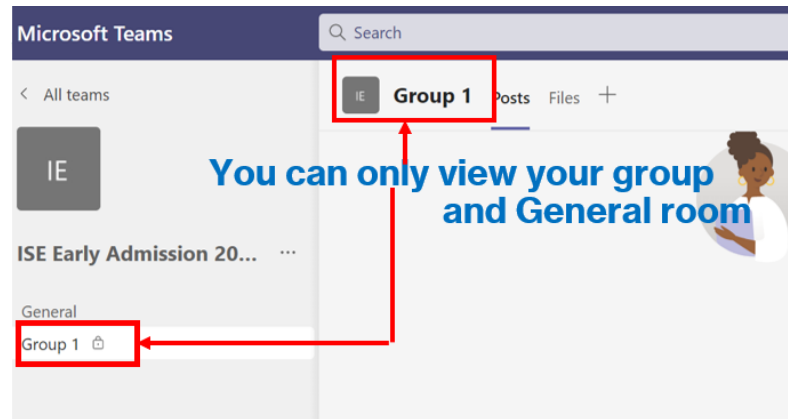 Microsoft Teams
Search
All teams
IE
Group 1 Posts Files
IE
You can only view your group
and General room
ISE Early Admission 20... ...
General
Group 1